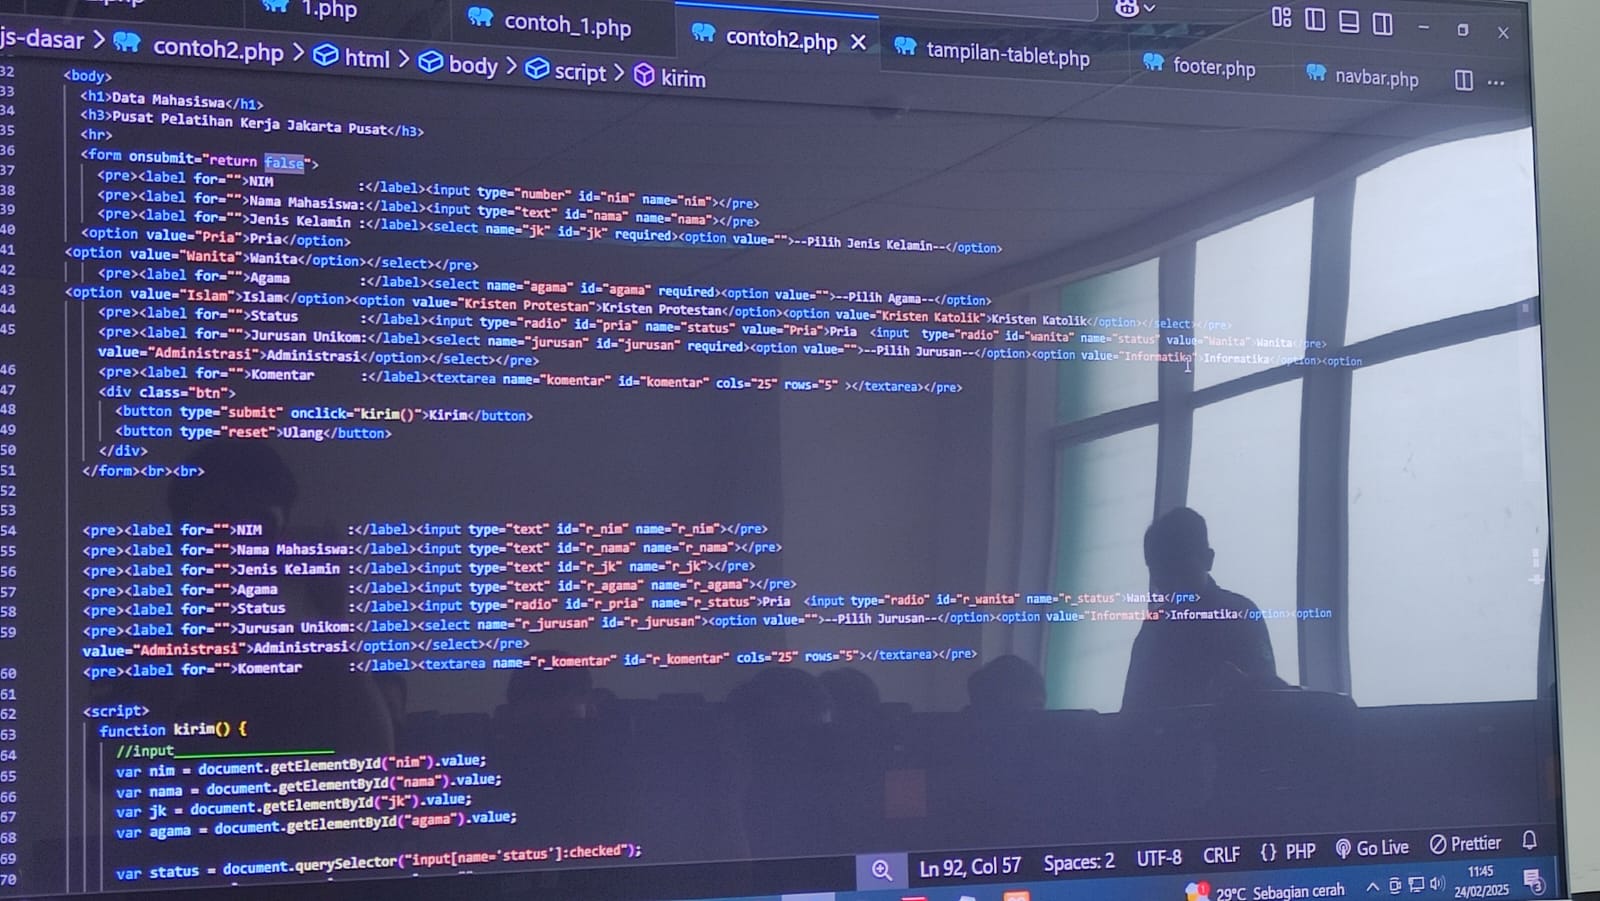 1.php
contoh_1.php
contoh2.php
tampilan-tablet.php
footer.php
navbar.php
js-dasar > contoh2.php > html > body > script > kirim
32 <body>
33 <h1>Data Mahasiswa</h1>
34 <h3>Pusat Pelatihan Kerja Jakarta Pusat</h3>
35 <hr>
36 <form onsubmit="return false">
37 <pre><label for="">NIM :</label><input type="number" id="nim" name="nim"></pre>
38 <pre><label for="">Nama Mahasiswa:</label><input type="text" id="nama" name="nama"></pre>
39 <pre><label for="">Jenis Kelamin :</label><select name="jk" id="jk" required><option value="">--Pilih Jenis Kelamin--</option>
40 <option value="Pria">Pria</option>
41 <option value="Wanita">Wanita</option></select></pre>
42 <pre><label for="">Agama :</label><select name="agama" id="agama" required><option value="">--Pilih Agama--</option>
43 <option value="Islam">Islam</option><option value="Kristen Protestan">Kristen Protestan</option><option value="Kristen Katolik">Kristen Katolik</option></select></pre>
44 <pre><label for="">Status :</label><input type="radio" id="pria" name="status" value="Pria">Pria <input type="radio" id="wanita" name="status" value="Wanita">Wanita</pre>
45 <pre><label for="">Jurusan Unikom:</label><select name="jurusan" id="jurusan" required><option value="">--Pilih Jurusan--</option><option value="Informatika">Informatika</option><option
value="Administrasi">Administrasi</option></select></pre>
46 <pre><label for="">Komentar :</label><textarea name="komentar" id="komentar" cols="25" rows="5" ></textarea></pre>
47 <div class="btn">
48 <button type="submit" onclick="kirim()">Kirim</button>
49 <button type="reset">Ulang</button>
50 </div>
51 </form><br><br>
52
53
54 <pre><label for="">NIM :</label><input type="text" id="r_nim" name="r_nim"></pre>
55 <pre><label for="">Nama Mahasiswa:</label><input type="text" id="r_nama" name="r_nama"></pre>
56 <pre><label for="">Jenis Kelamin :</label><input type="text" id="r_jk" name="r_jk"></pre>
57 <pre><label for="">Agama :</label><input type="text" id="r_agama" name="r_agama"></pre>
58 <pre><label for="">Status :</label><input type="radio" id="r_pria" name="r_status">Pria <input type="radio" id="r_wanita" name="r_status">Wanita</pre>
59 <pre><label for="">Jurusan Unikom:</label><select name="r_jurusan" id="r_jurusan"><option value="">--Pilih Jurusan--</option><option value="Informatika">Informatika</option><option
value="Administrasi">Administrasi</option></select></pre>
60 <pre><label for="">Komentar :</label><textarea name="r_komentar" id="r_komentar" cols="25" rows="5"></textarea></pre>
61
62 <script>
63 function kirim() {
64 //input___________________
65 var nim = document.getElementById("nim").value;
66 var nama = document.getElementById("nama").value;
67 var jk = document.getElementById("jk").value;
68 var agama = document.getElementById("agama").value;
69
70 var status = document.querySelector("input[name='status']:checked");
Ln 92, Col 57 Spaces: 2 UTF-8 CRLF {} PHP Go Live Prettier
29°C Sebagian cerah
11:45
24/02/2025
3